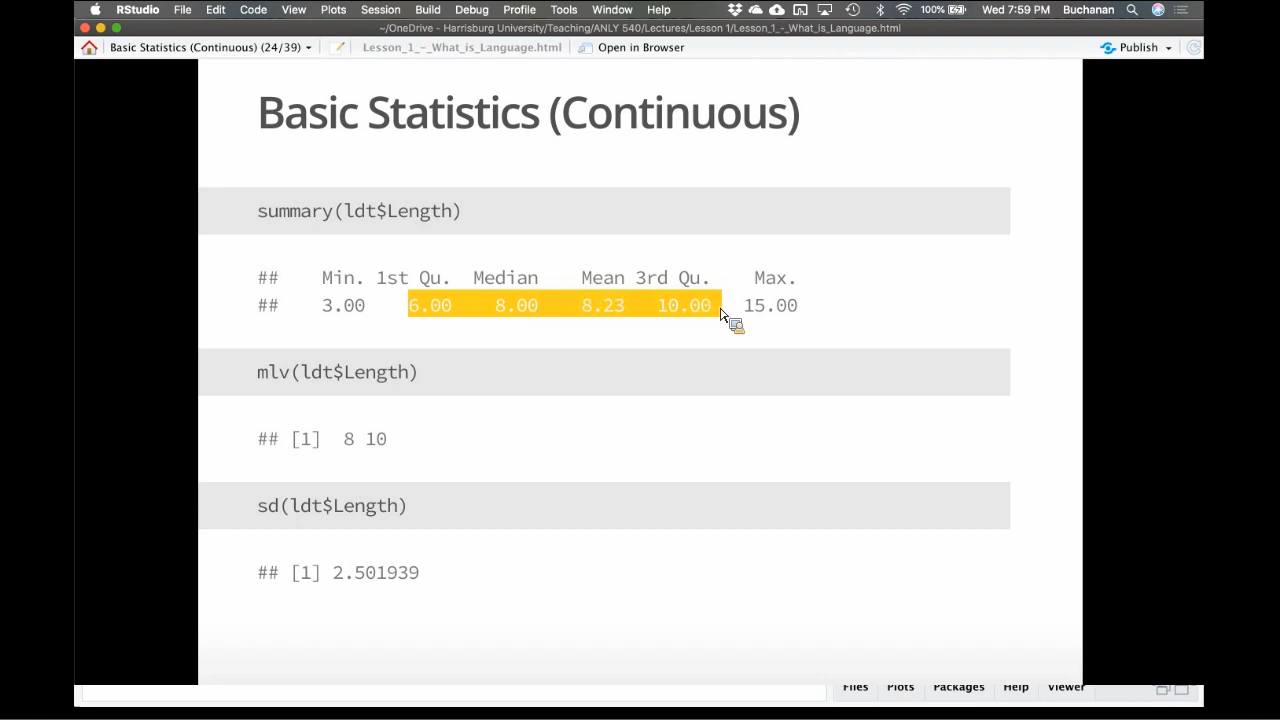 RStudio File Edit Code View Plots Session Build Debug Profile Tools Window Help 100% Wed 7:59 PM Buchanan
~/OneDrive - Harrisburg University/Teaching/ANLY 540/Lectures/Lesson 1/Lesson_1_-_What_is_Language.html
Basic Statistics (Continuous) (24/39) Lesson_1_-_What_is_Language.html Open in Browser Publish
Basic Statistics (Continuous)
summary(ldt$Length)
## Min. 1st Qu. Median Mean 3rd Qu. Max.
## 3.00 6.00 8.00 8.23 10.00 15.00
mlv(ldt$Length)
## [1] 8 10
sd(ldt$Length)
## [1] 2.501939
Files Plots Packages Help Viewer